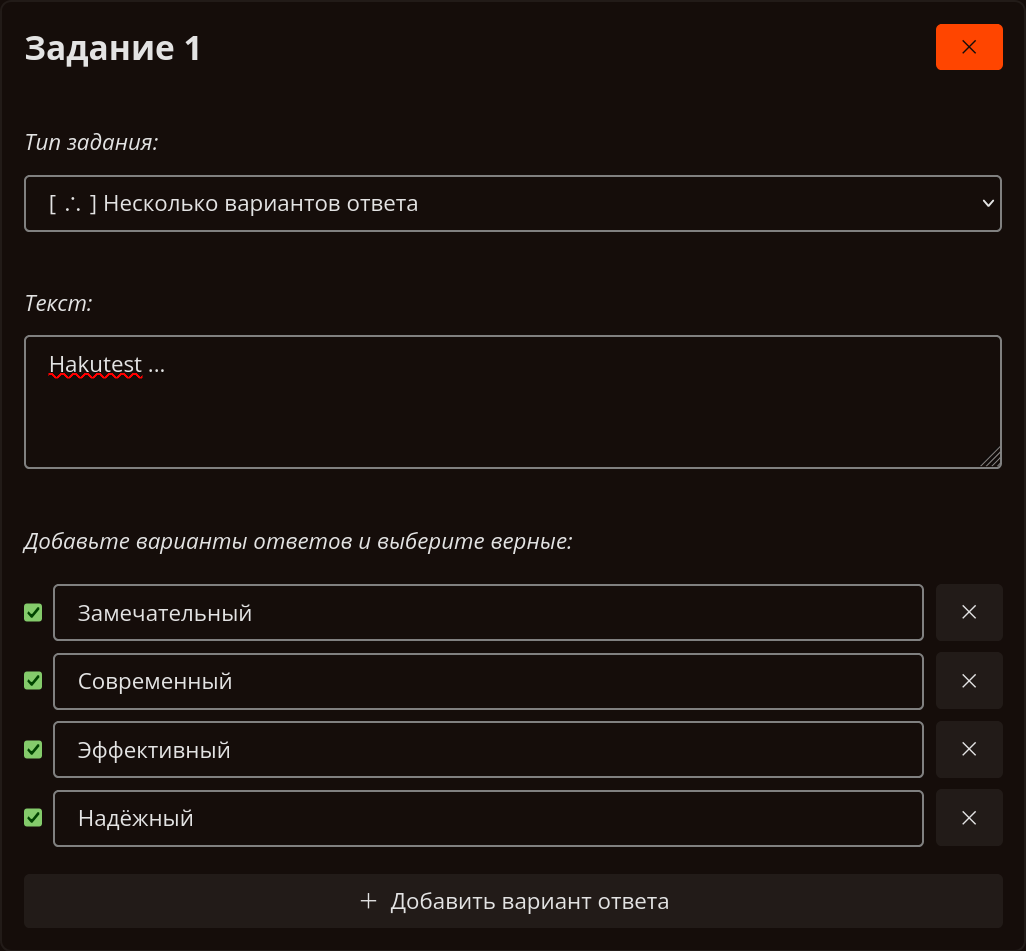 Задание 1
Тип задания:
[ ∴ ] Несколько вариантов ответа
Текст:
Hakutest ...
Добавьте варианты ответов и выберите верные:
Замечательный
Современный
Эффективный
Надёжный
+ Добавить вариант ответа